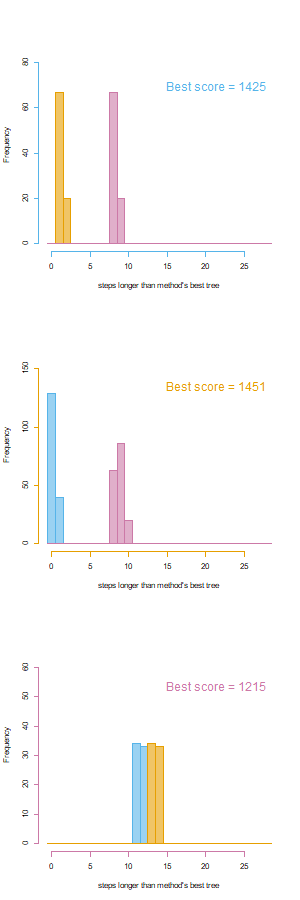 Best score = 1425
Frequency
80
60
40
20
0
0 5 10 15 20 25
steps longer than method's best tree
Best score = 1451
Frequency
150
100
50
0
0 5 10 15 20 25
steps longer than method's best tree
Best score = 1215
Frequency
60
50
40
30
20
10
0
0 5 10 15 20 25
steps longer than method's best tree